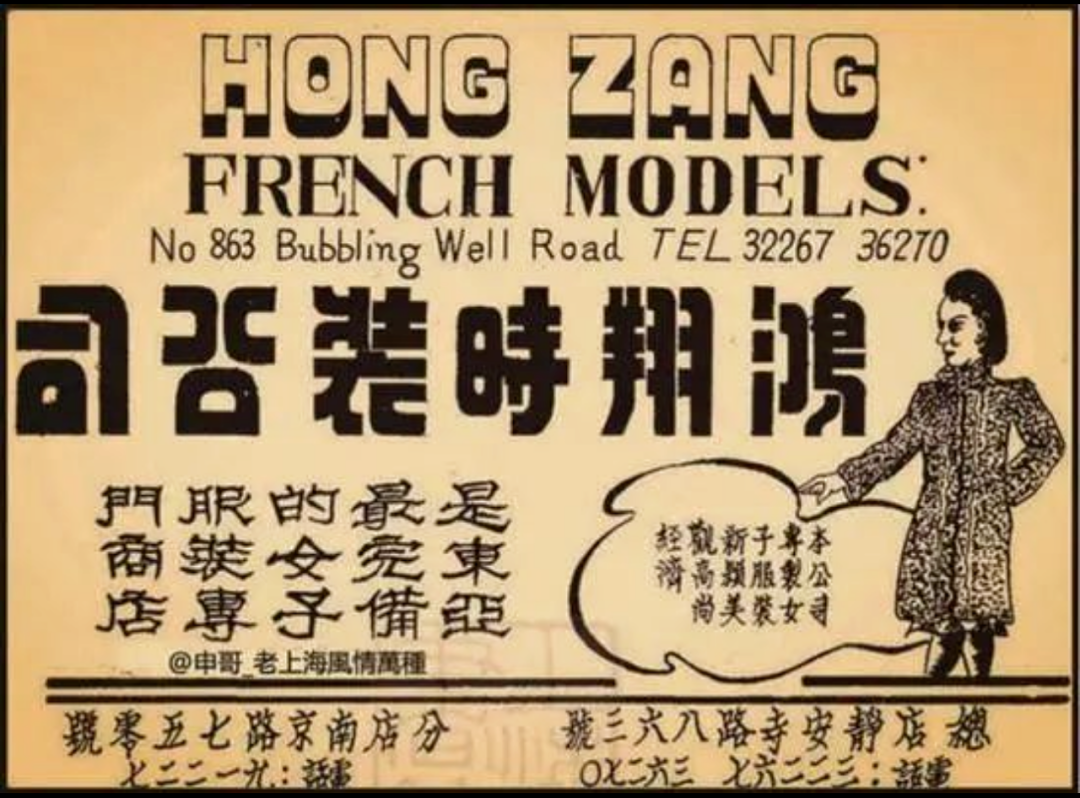 HONG ZANG
FRENCH MODELS:
No 863 Bubbling Well Road TEL 32267 36270
鴻翔時裝公司
本公司
專製女
子服裝
新穎美
觀高尚
經濟
是東亞
最完備
的女子
服裝專
門商店
@申哥_老上海風情萬種
總店靜安寺路八六三號
電話：三二二六七 三六二七〇
分店南京路七五零號
電話：九一二二七